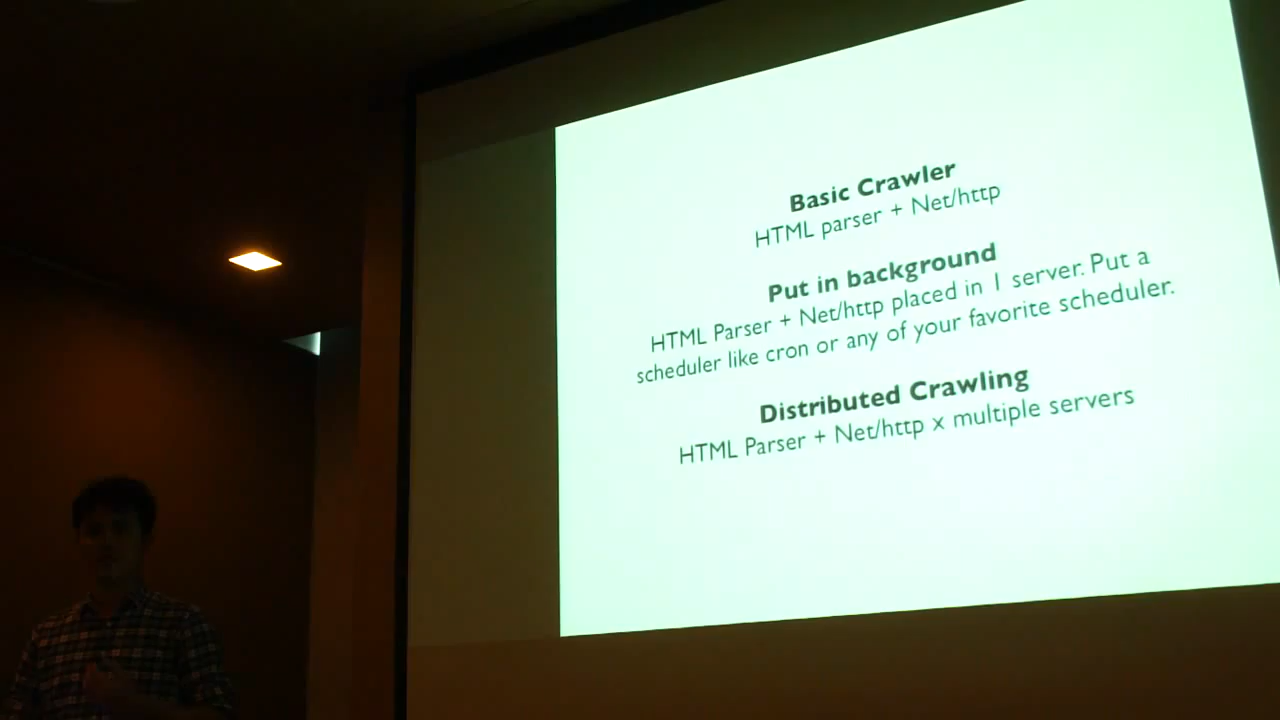 Basic Crawler
HTML parser + Net/http
Put in background
HTML Parser + Net/http placed in 1 server. Put a
scheduler like cron or any of your favorite scheduler.
Distributed Crawling
HTML Parser + Net/http x multiple servers